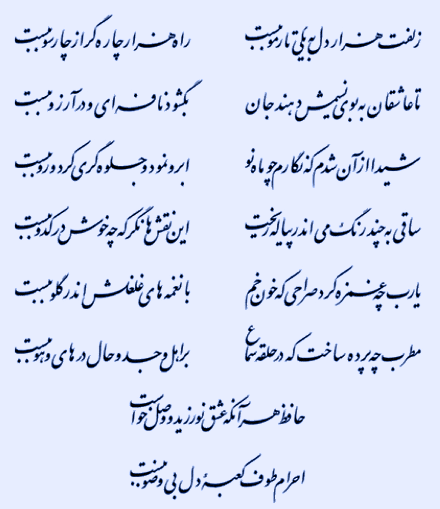 زلفت هزار دل به یکی تار مو ببست راه هزار چاره گر از چار سو ببست
تا عاشقان به بوی نسیمش دهند جان بگشود نافه ای و در آرزو ببست
شیدا از آن شدم که نگارم چو ماه نو ابرو نمود و جلوه گری کرد و رو ببست
ساقی به چند رنگ می اندر پیاله ریخت این نقش ها نگر که چه خوش در کدو ببست
یا رب چه غمزه کرد صراحی که خون خم با نغمه های غلغلش اندر گلو ببست
مطرب چه پرده ساخت که در حلقه سماع بر اهل وجد و حال در های و هو ببست
حافظ هر آنکه عشق نورزید و وصل خواست
احرام طوف کعبهٔ دل بی وضو ببست